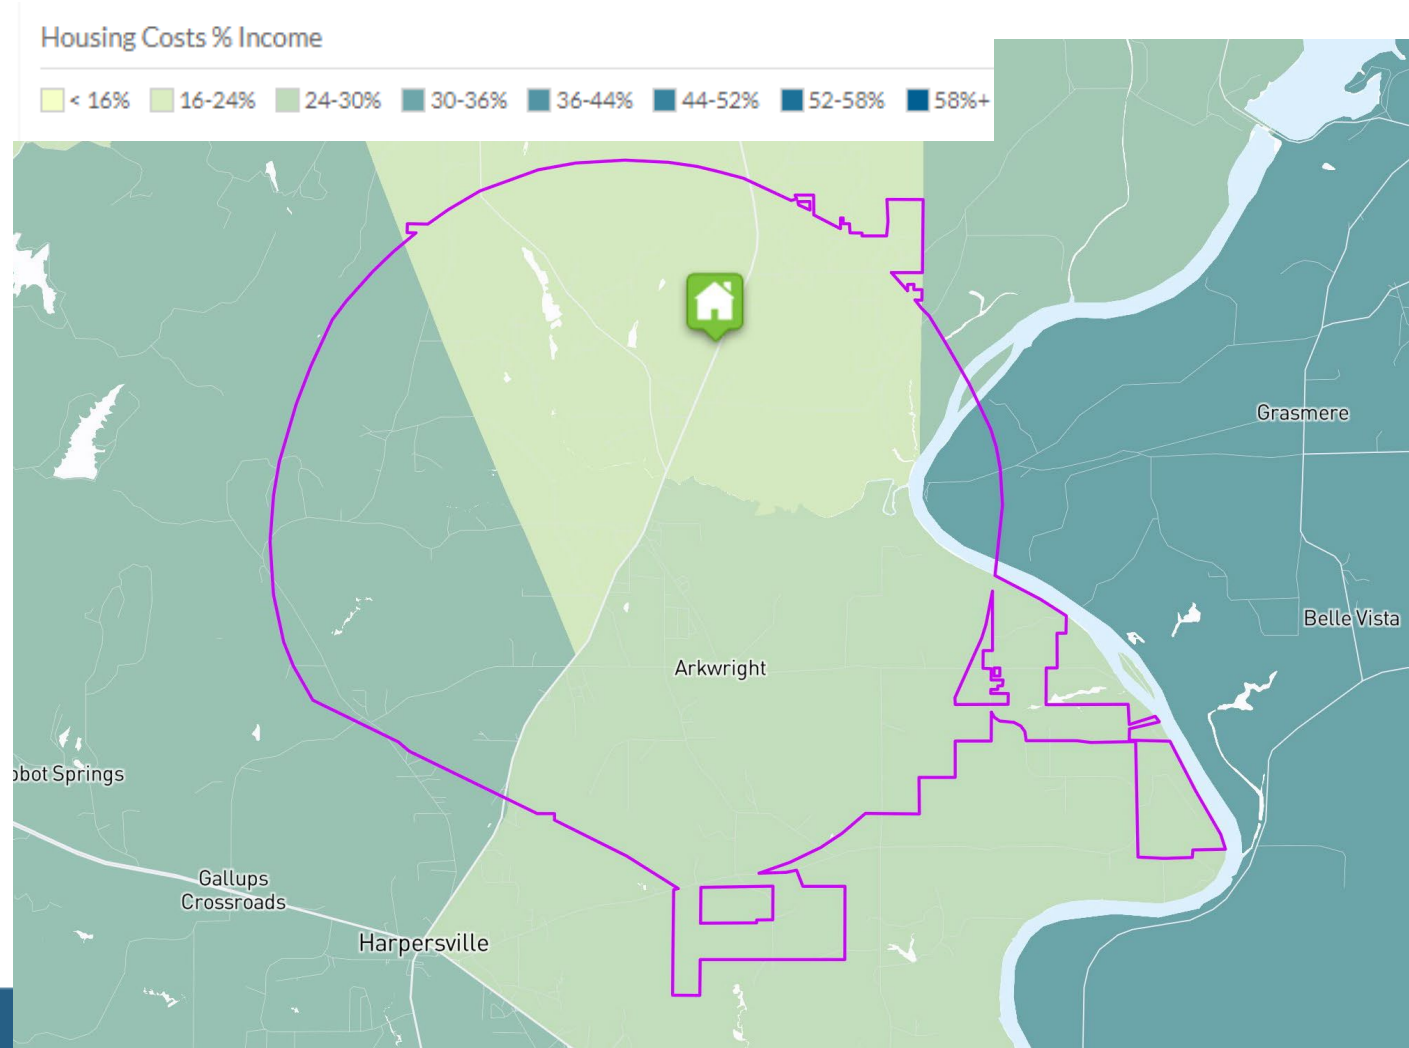 Housing Costs % Income
< 16% 16-24% 24-30% 30-36% 36-44% 44-52% 52-58% 58%+
Grasmere
Belle Vista
Arkwright
Springs
Gallups
Crossroads
Harpersville